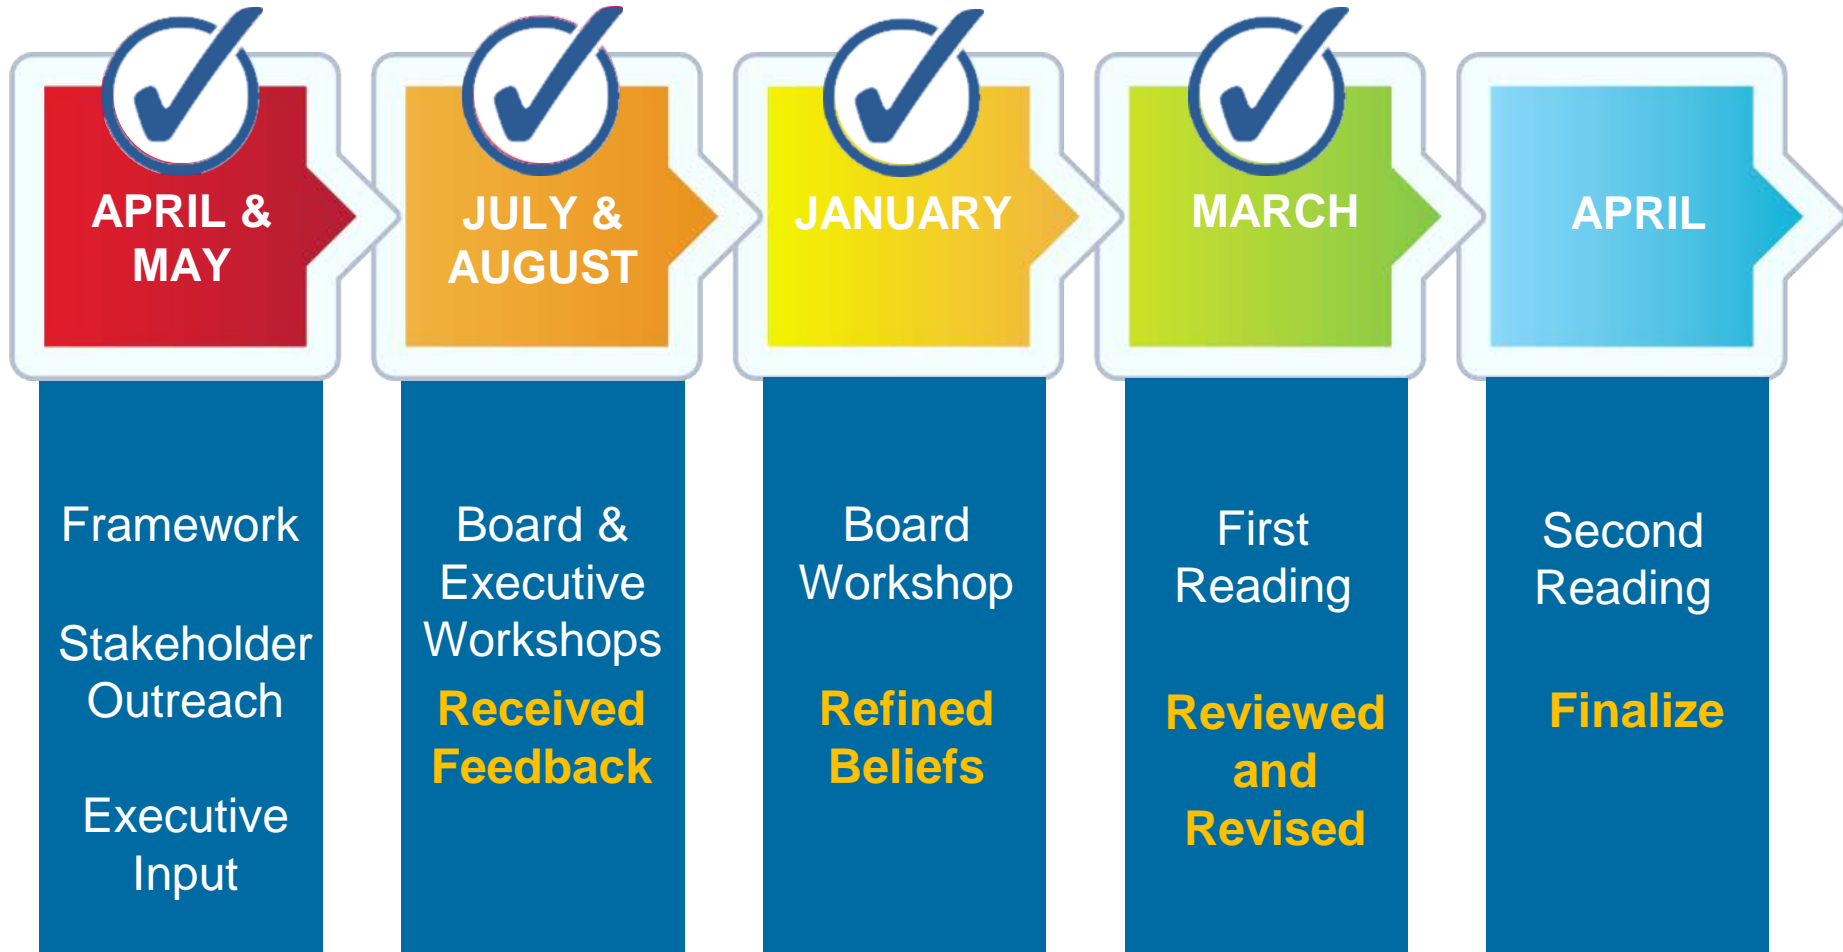 APRIL &
MAY
Framework
Stakeholder
Outreach
Executive
Input
JULY &
AUGUST
Board &
Executive
Workshops
Received
Feedback
JANUARY
Board
Workshop
Refined
Beliefs
MARCH
First
Reading
Reviewed
and
Revised
APRIL
Second
Reading
Finalize